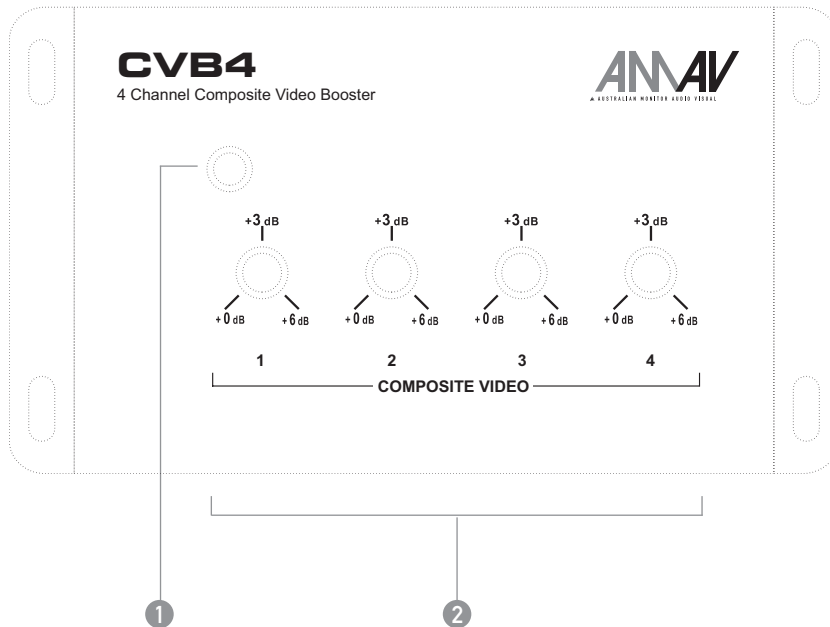 CVB4
4 Channel Composite Video Booster
AMAV
AUSTRALIAN MONITOR AUDIO VISUAL
+3 dB +3 dB +3 dB +3 dB
+0 dB +6 dB +0 dB +6 dB +0 dB +6 dB +0 dB +6 dB
1 2 3 4
COMPOSITE VIDEO
1 2